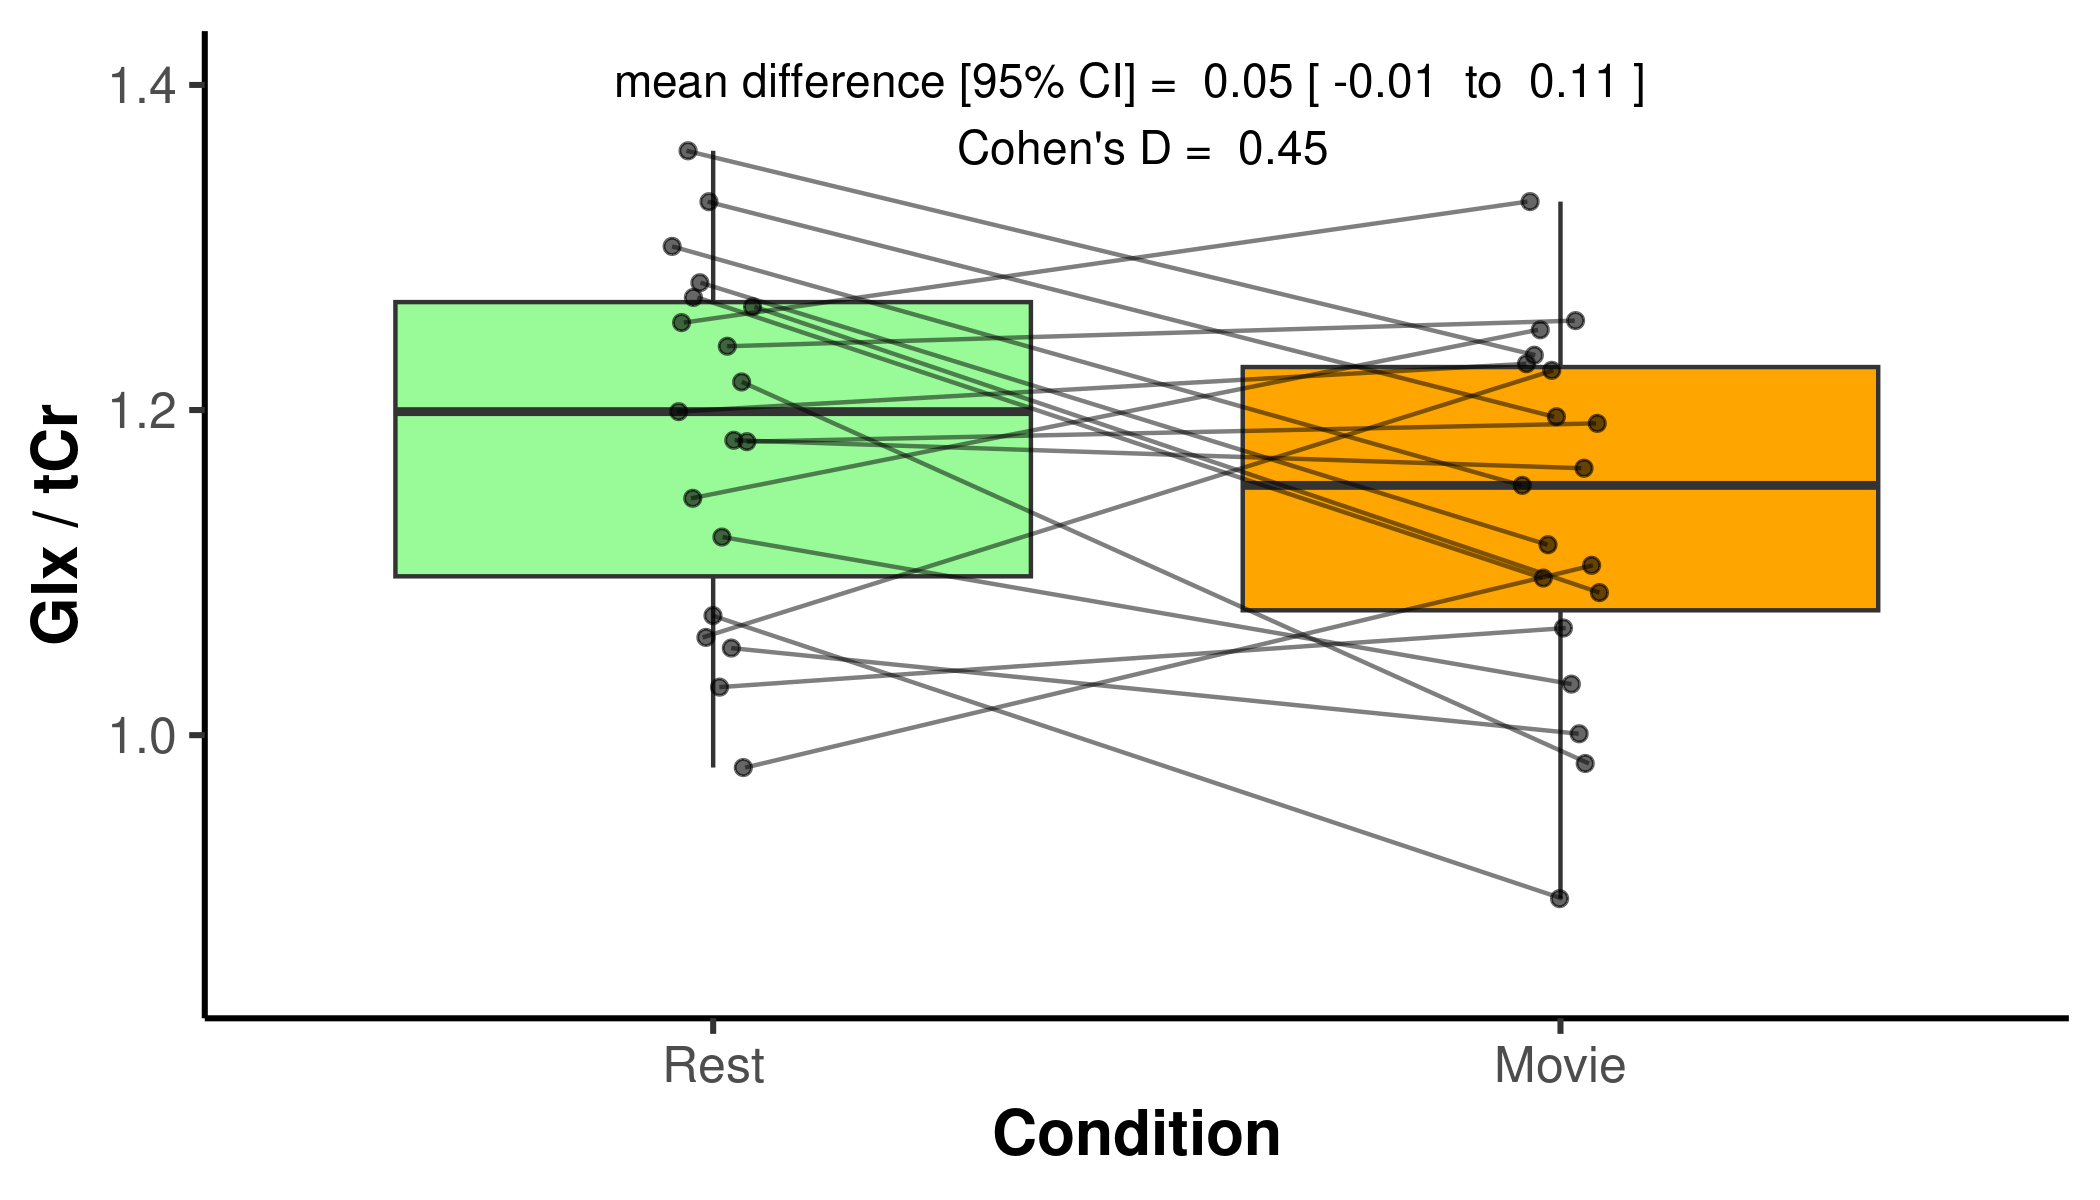 mean difference [95% CI] = 0.05 [ -0.01 to 0.11 ]
Cohen's D = 0.45
1.4
1.2
1.0
Glx / tCr
Rest
Movie
Condition